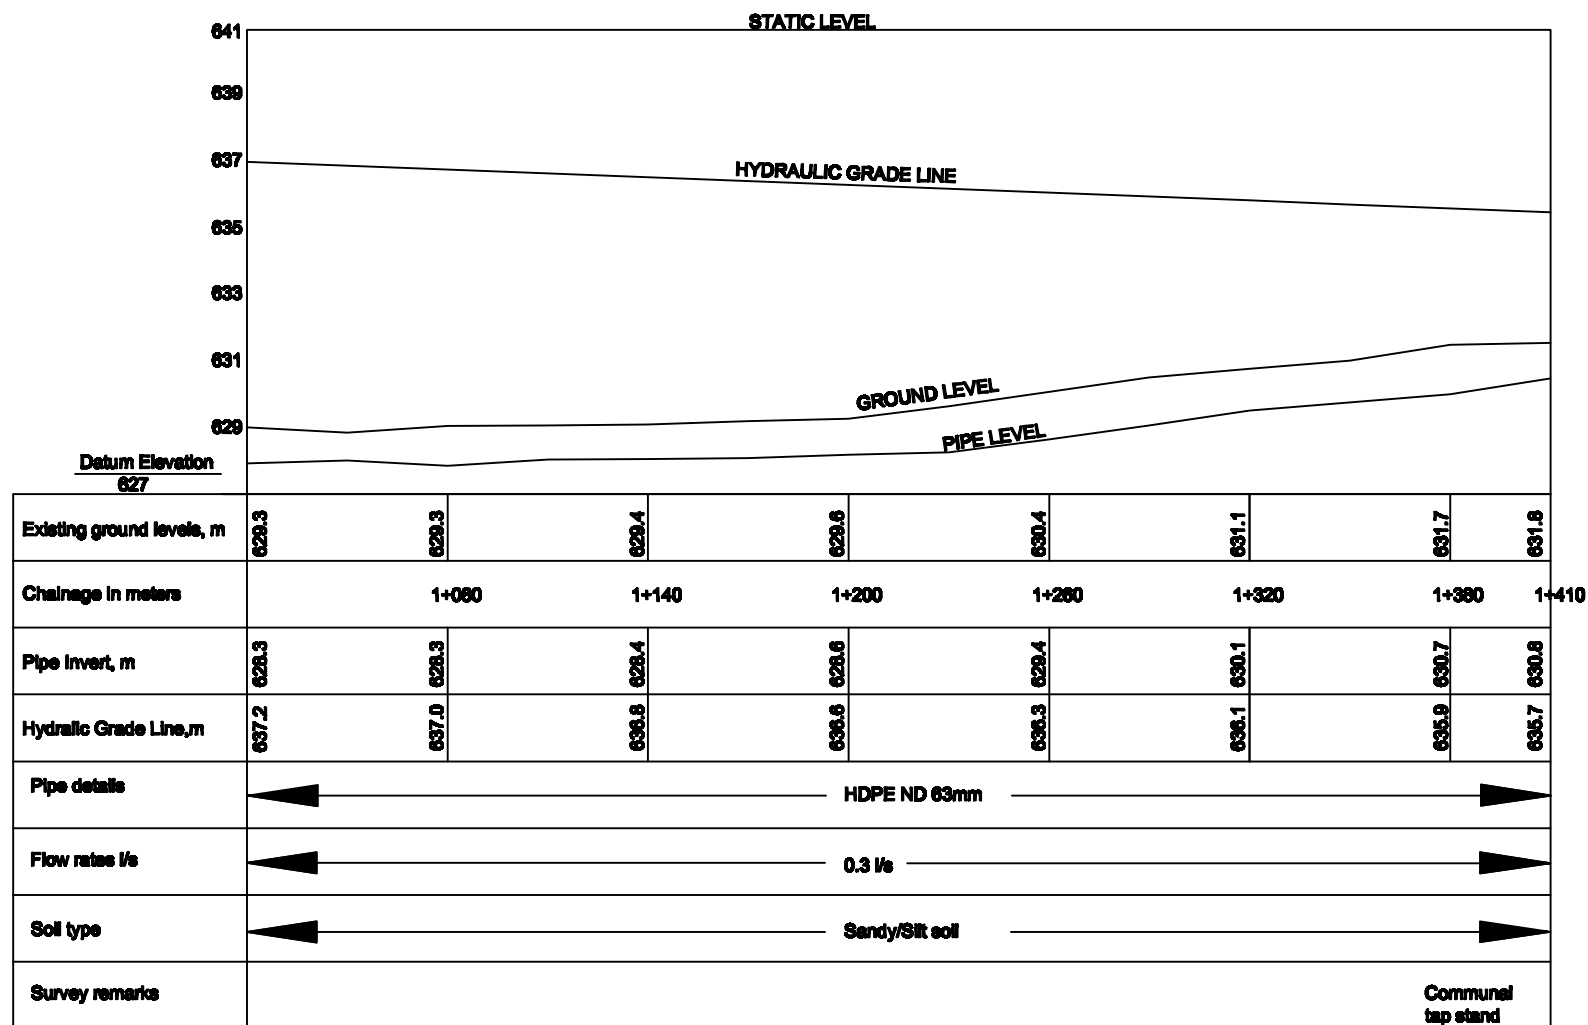 STATIC LEVEL
641
639
637
HYDRAULIC GRADE LINE
635
633
631
GROUND LEVEL
629
PIPE LEVEL
Datum Elevation
627
Existing ground levels, m 629.3 629.3 629.4 629.6 630.4 631.1 631.7 631.8
Chainage in meters 1+080 1+140 1+200 1+260 1+320 1+380 1+410
Pipe Invert, m 628.3 628.3 628.4 628.6 629.4 630.1 630.7 630.8
Hydralic Grade Line,m 637.2 637.0 636.8 636.6 636.3 636.1 635.9 635.7
Pipe details HDPE ND 63mm
Flow rates l/s 0.3 l/s
Soil type Sandy/Silt soil
Survey remarks Communal
tap stand